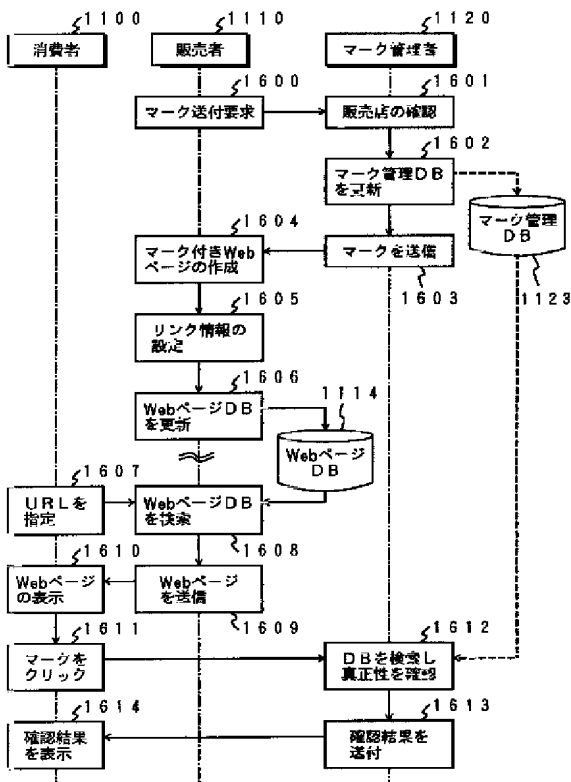 1100
1110
1120
消費者
販売者
マーク管理者
1600
1601
マーク送付要求
販売店の確認
1602
マーク管理DB
を更新
マーク管理
DB
1123
1604
マーク付きWeb
ページの作成
マークを送信
1603
1605
リンク情報の
設定
1606
WebページDB
を更新
1114
Webページ
DB
1607
URLを
指定
WebページDB
を検索
1608
1610
Webページ
の表示
Webページ
を送信
1609
1611
マークを
クリック
1612
DBを検索し
真正性を確認
1614
確認結果
を表示
1613
確認結果を
送付